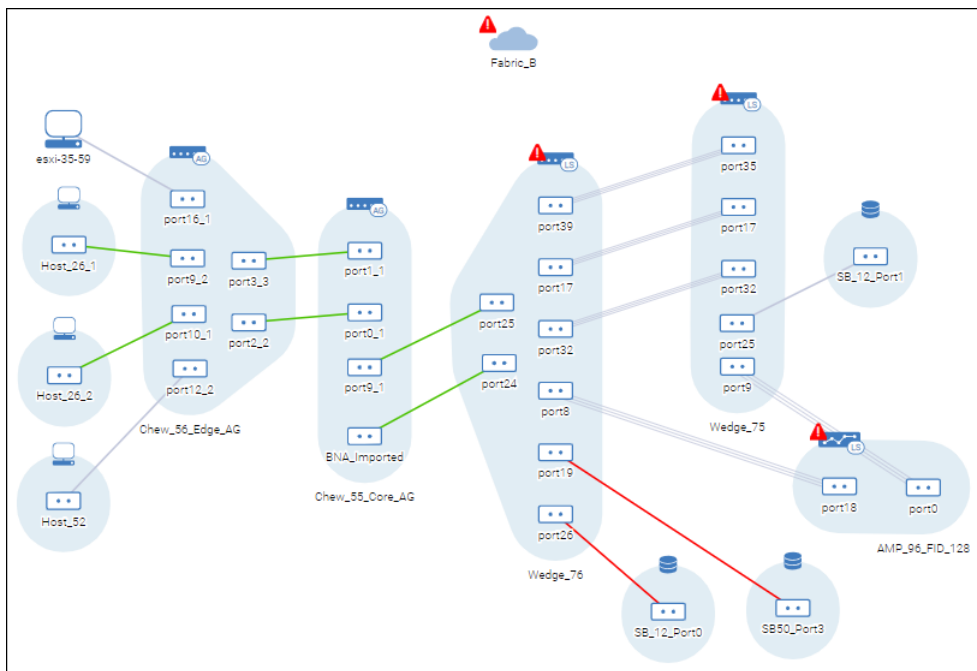 !
Fabric_B
!
LS
esxi-35-59
AG
!
LS
port35
port16_1
AG
port39
port17
SB_12_Port1
Host_26_1
port9_2
port3_3
port1_1
port17
port32
port10_1
port2_2
port0_1
port25
port32
port25
Host_26_2
port12_2
port9_1
port24
port8
port9
Chew_56_Edge_AG
Wedge_75
!
LS
BNA_Imported
port19
Host_52
Chew_55_Core_AG
port18
port0
port26
AMP_96_FID_128
Wedge_76
SB_12_Port0
SB50_Port3